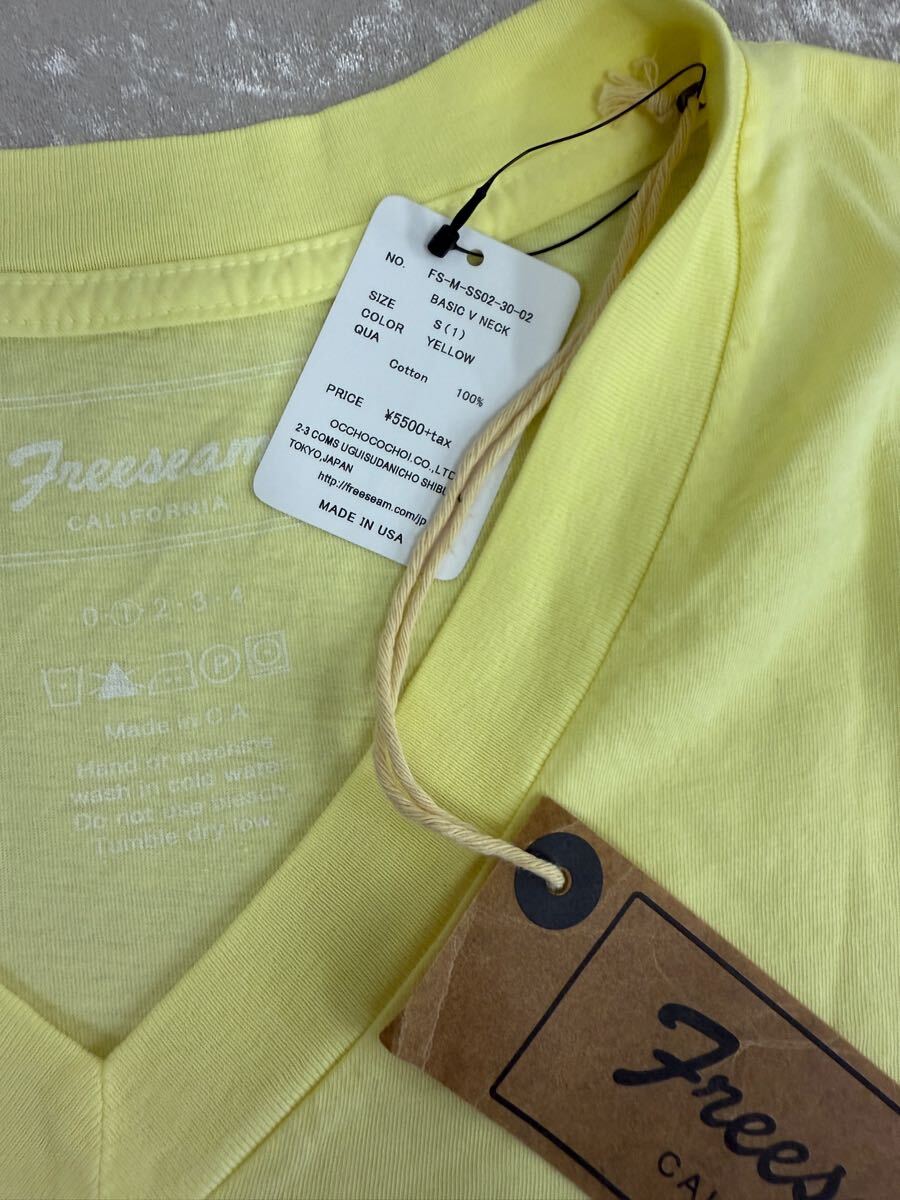 NO. FS-M-SS02-30-02
BASIC V NECK
SIZE S(1)
COLOR YELLOW
QUA
Cotton 100%
PRICE ¥5500+tax
OCCHOCOCHOI,CO.,LTD
2-3 COMS UGUISUDANICHO SHIBU
TOKYO,JAPAN
http://freeseam.com/jp
MADE IN USA
Freeseam
CALIFORNIA
0·1·2·3·4
P
Made in C.A
Hand or machine
wash in cold water.
Do not use bleach.
Tumble dry low.
Frees
CA